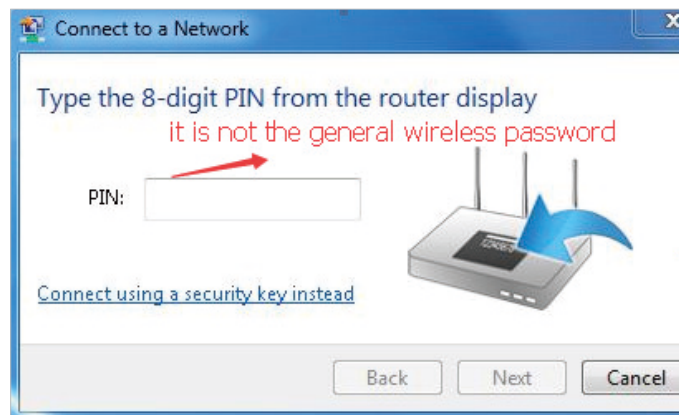 Connect to a Network
Type the 8-digit PIN from the router display
it is not the general wireless password
PIN:
Connect using a security key instead
Back Next Cancel